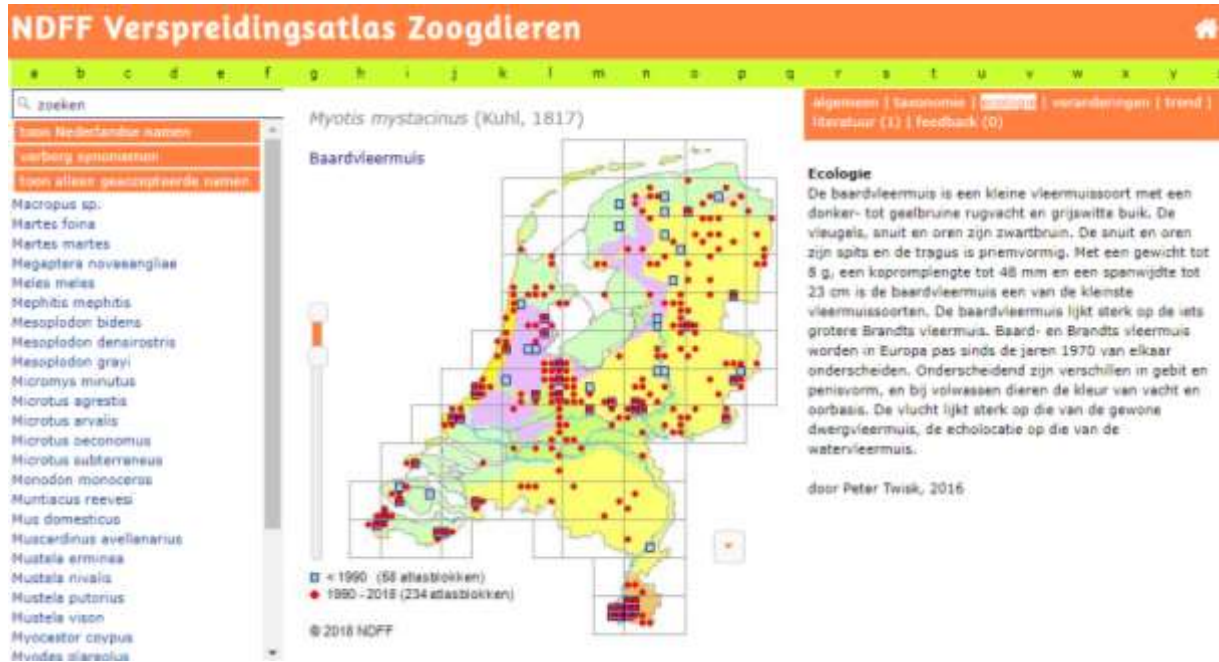 NDFF Verspreidingsatlas Zoogdieren
a b c d e f g h i j k l m n o p q r s t u v w x y
zoeken
toon Nederlandse namen
verberg synoniemen
toon alleen geaccepteerde namen
Macropus sp.
Martes foina
Martes martes
Megaptera novaeangliae
Meles meles
Mephitis mephitis
Mesoplodon bidens
Mesoplodon densirostris
Mesoplodon grayi
Micromys minutus
Microtus agrestis
Microtus arvalis
Microtus oeconomus
Microtus subterraneus
Monodon monoceros
Muntiacus reevesi
Mus domesticus
Muscardinus avellanarius
Mustela erminea
Mustela nivalis
Mustela putorius
Mustela vison
Myocastor coypus
Myodes glareolus
Myotis mystacinus (Kuhl, 1817)
Baardvleermuis
< 1990 (58 atlasblokken)
1990 - 2018 (234 atlasblokken)
© 2018 NDFF
algemeen | taxonomie | ecologie | veranderingen | trend |
literatuur (1) | feedback (0)
Ecologie
De baardvleermuis is een kleine vleermuissoort met een
donker- tot geelbruine rugvacht en grijswitte buik. De
vleugels, snuit en oren zijn zwartbruin. De snuit en oren
zijn spits en de tragus is priemvormig. Met een gewicht tot
8 g, een kopromplengte tot 48 mm en een spanwijdte tot
23 cm is de baardvleermuis een van de kleinste
vleermuissoorten. De baardvleermuis lijkt sterk op de iets
grotere Brandts vleermuis. Baard- en Brandts vleermuis
worden in Europa pas sinds de jaren 1970 van elkaar
onderscheiden. Onderscheidend zijn verschillen in gebit en
penisvorm, en bij volwassen dieren de kleur van vacht en
oorbasis. De vlucht lijkt sterk op die van de gewone
dwergvleermuis, de echolocatie op die van de
watervleermuis.
door Peter Twisk, 2016